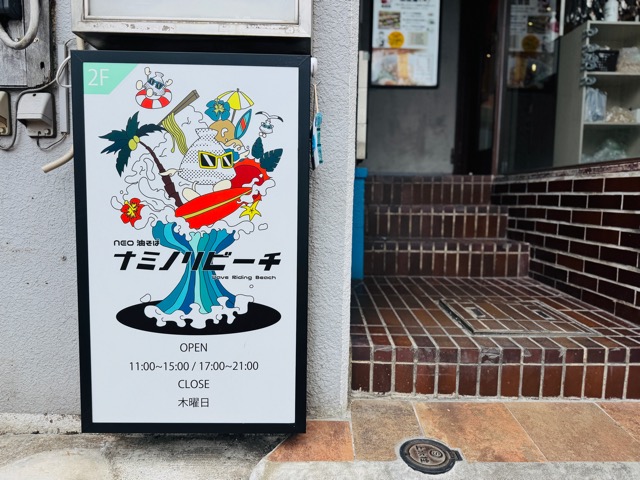 2F
NEO 油そば
ナミノリビーチ
Wave Riding Beach
OPEN
11:00~15:00 / 17:00~21:00
CLOSE
木曜日